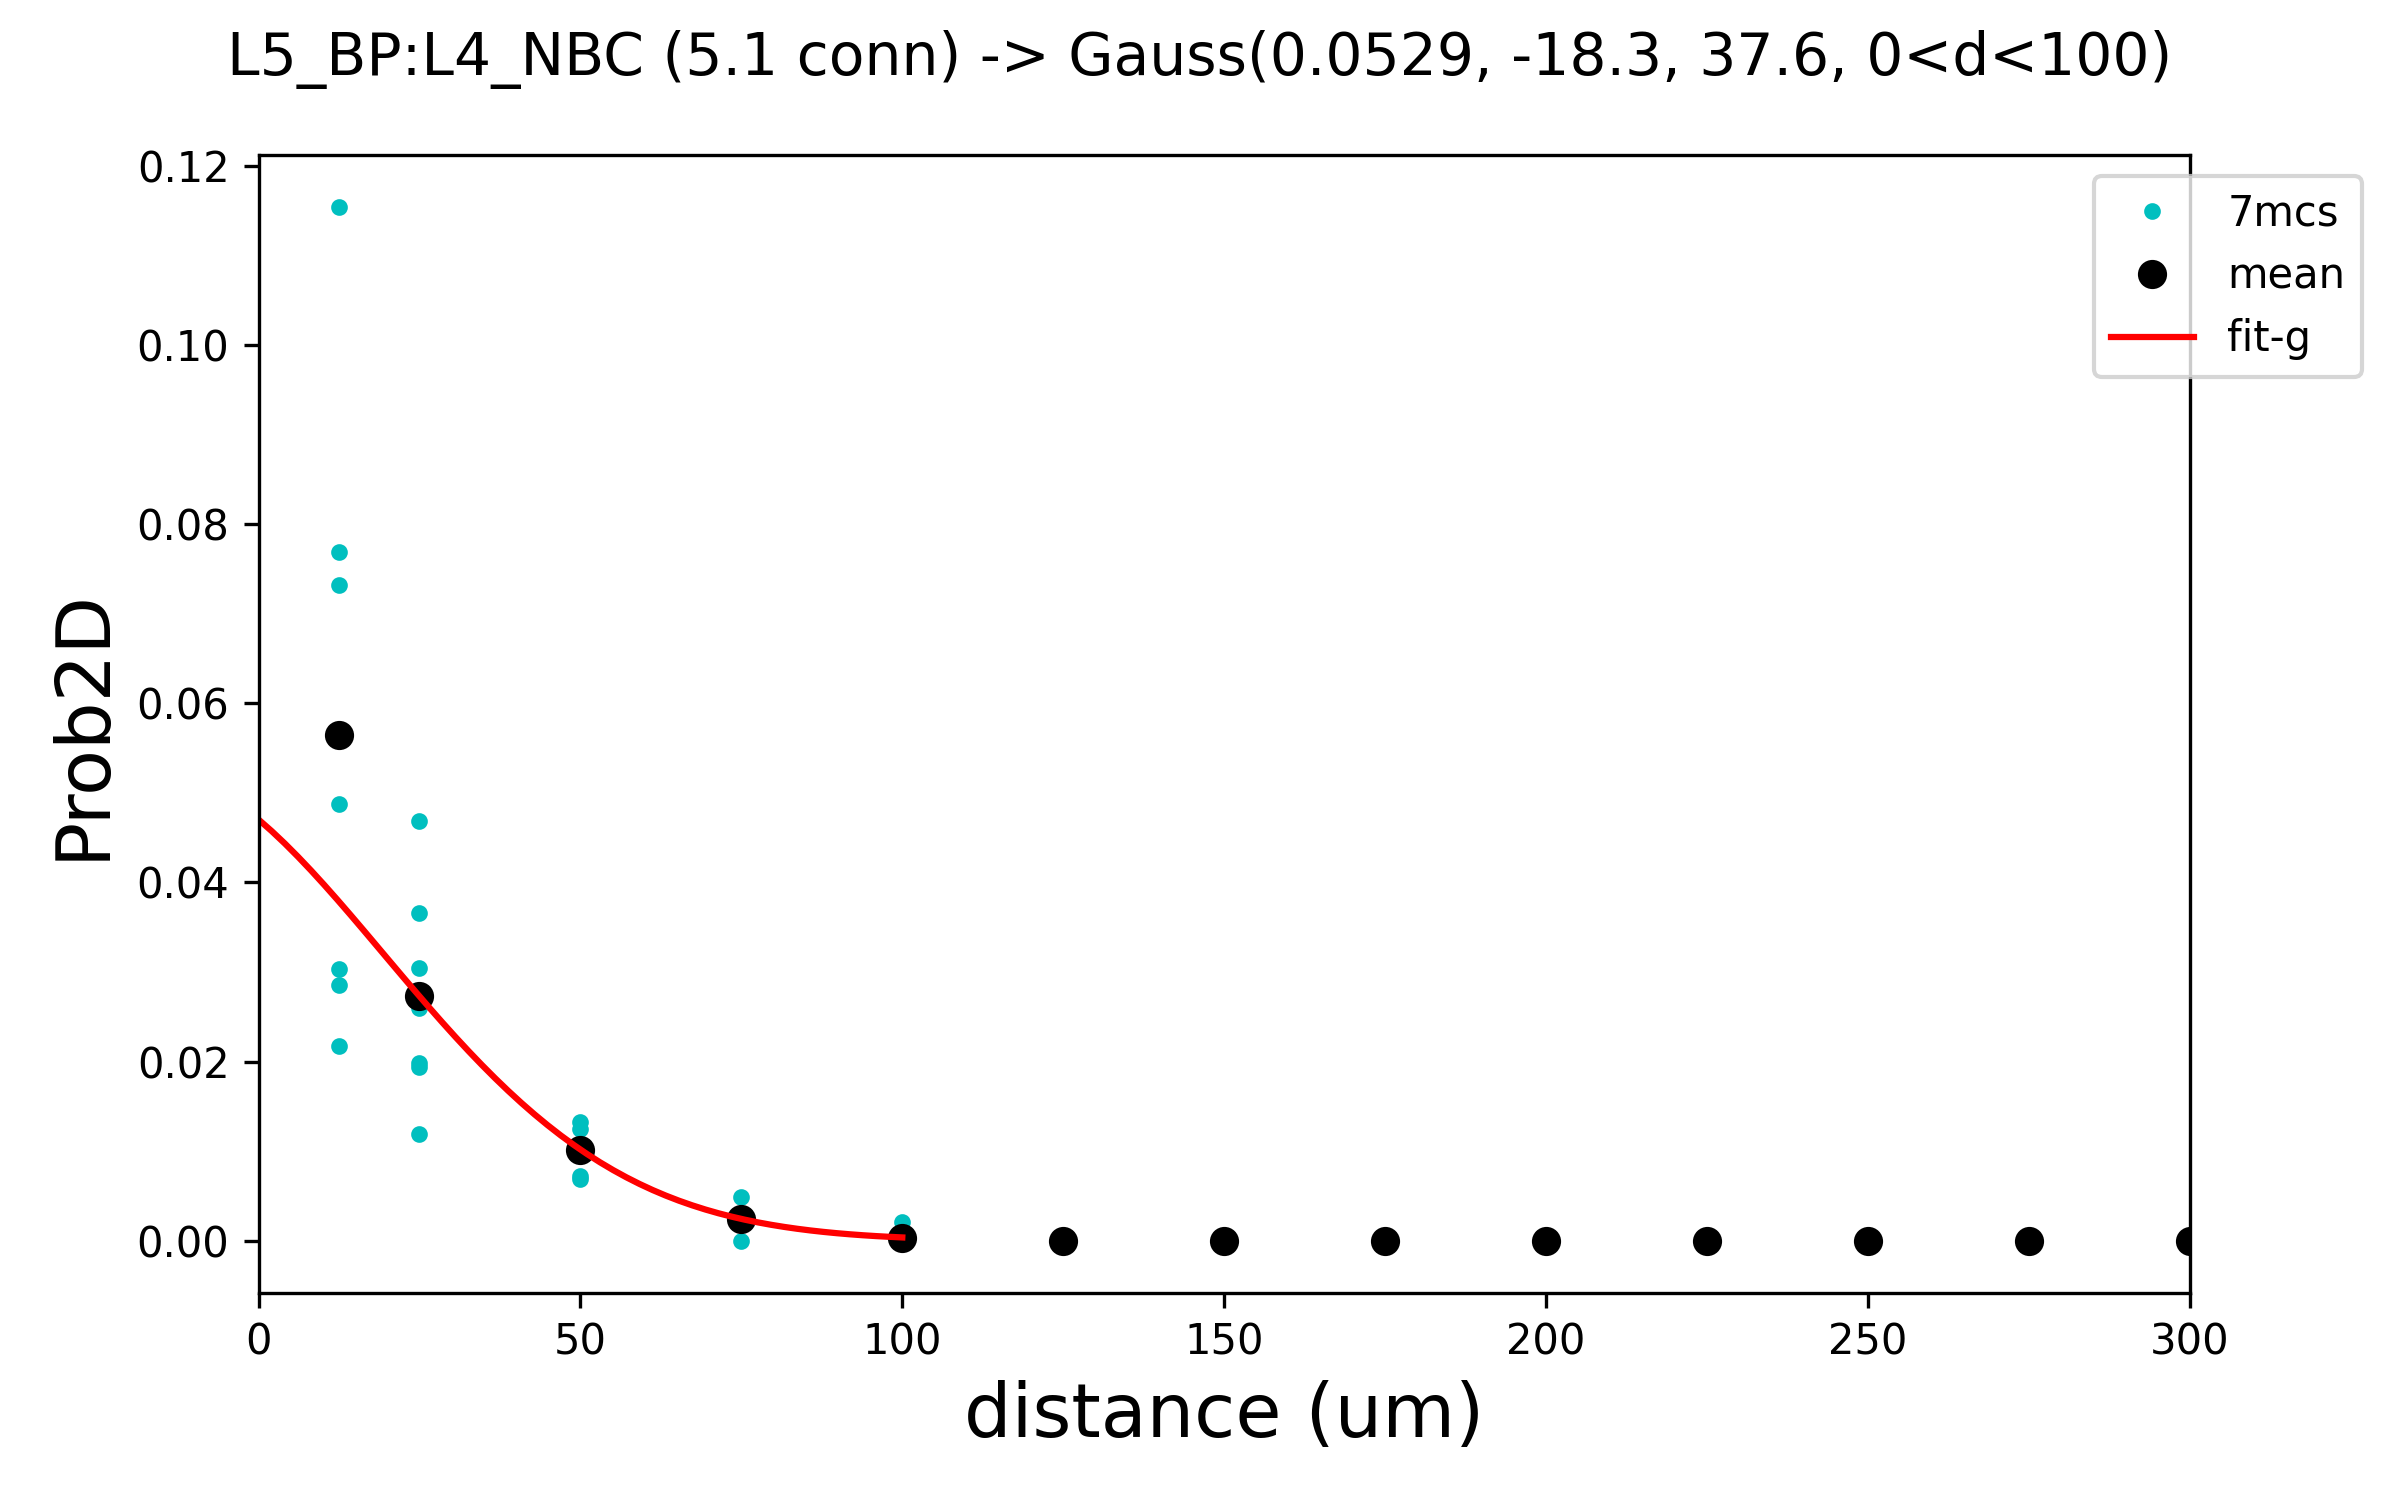 L5_BP:L4_NBC (5.1 conn) -> Gauss(0.0529, -18.3, 37.6, 0<d<100)
0.12
0.10
0.08
0.06
0.04
0.02
0.00
Prob2D
7mcs
mean
fit-g
0 50 100 150 200 250 300
distance (um)